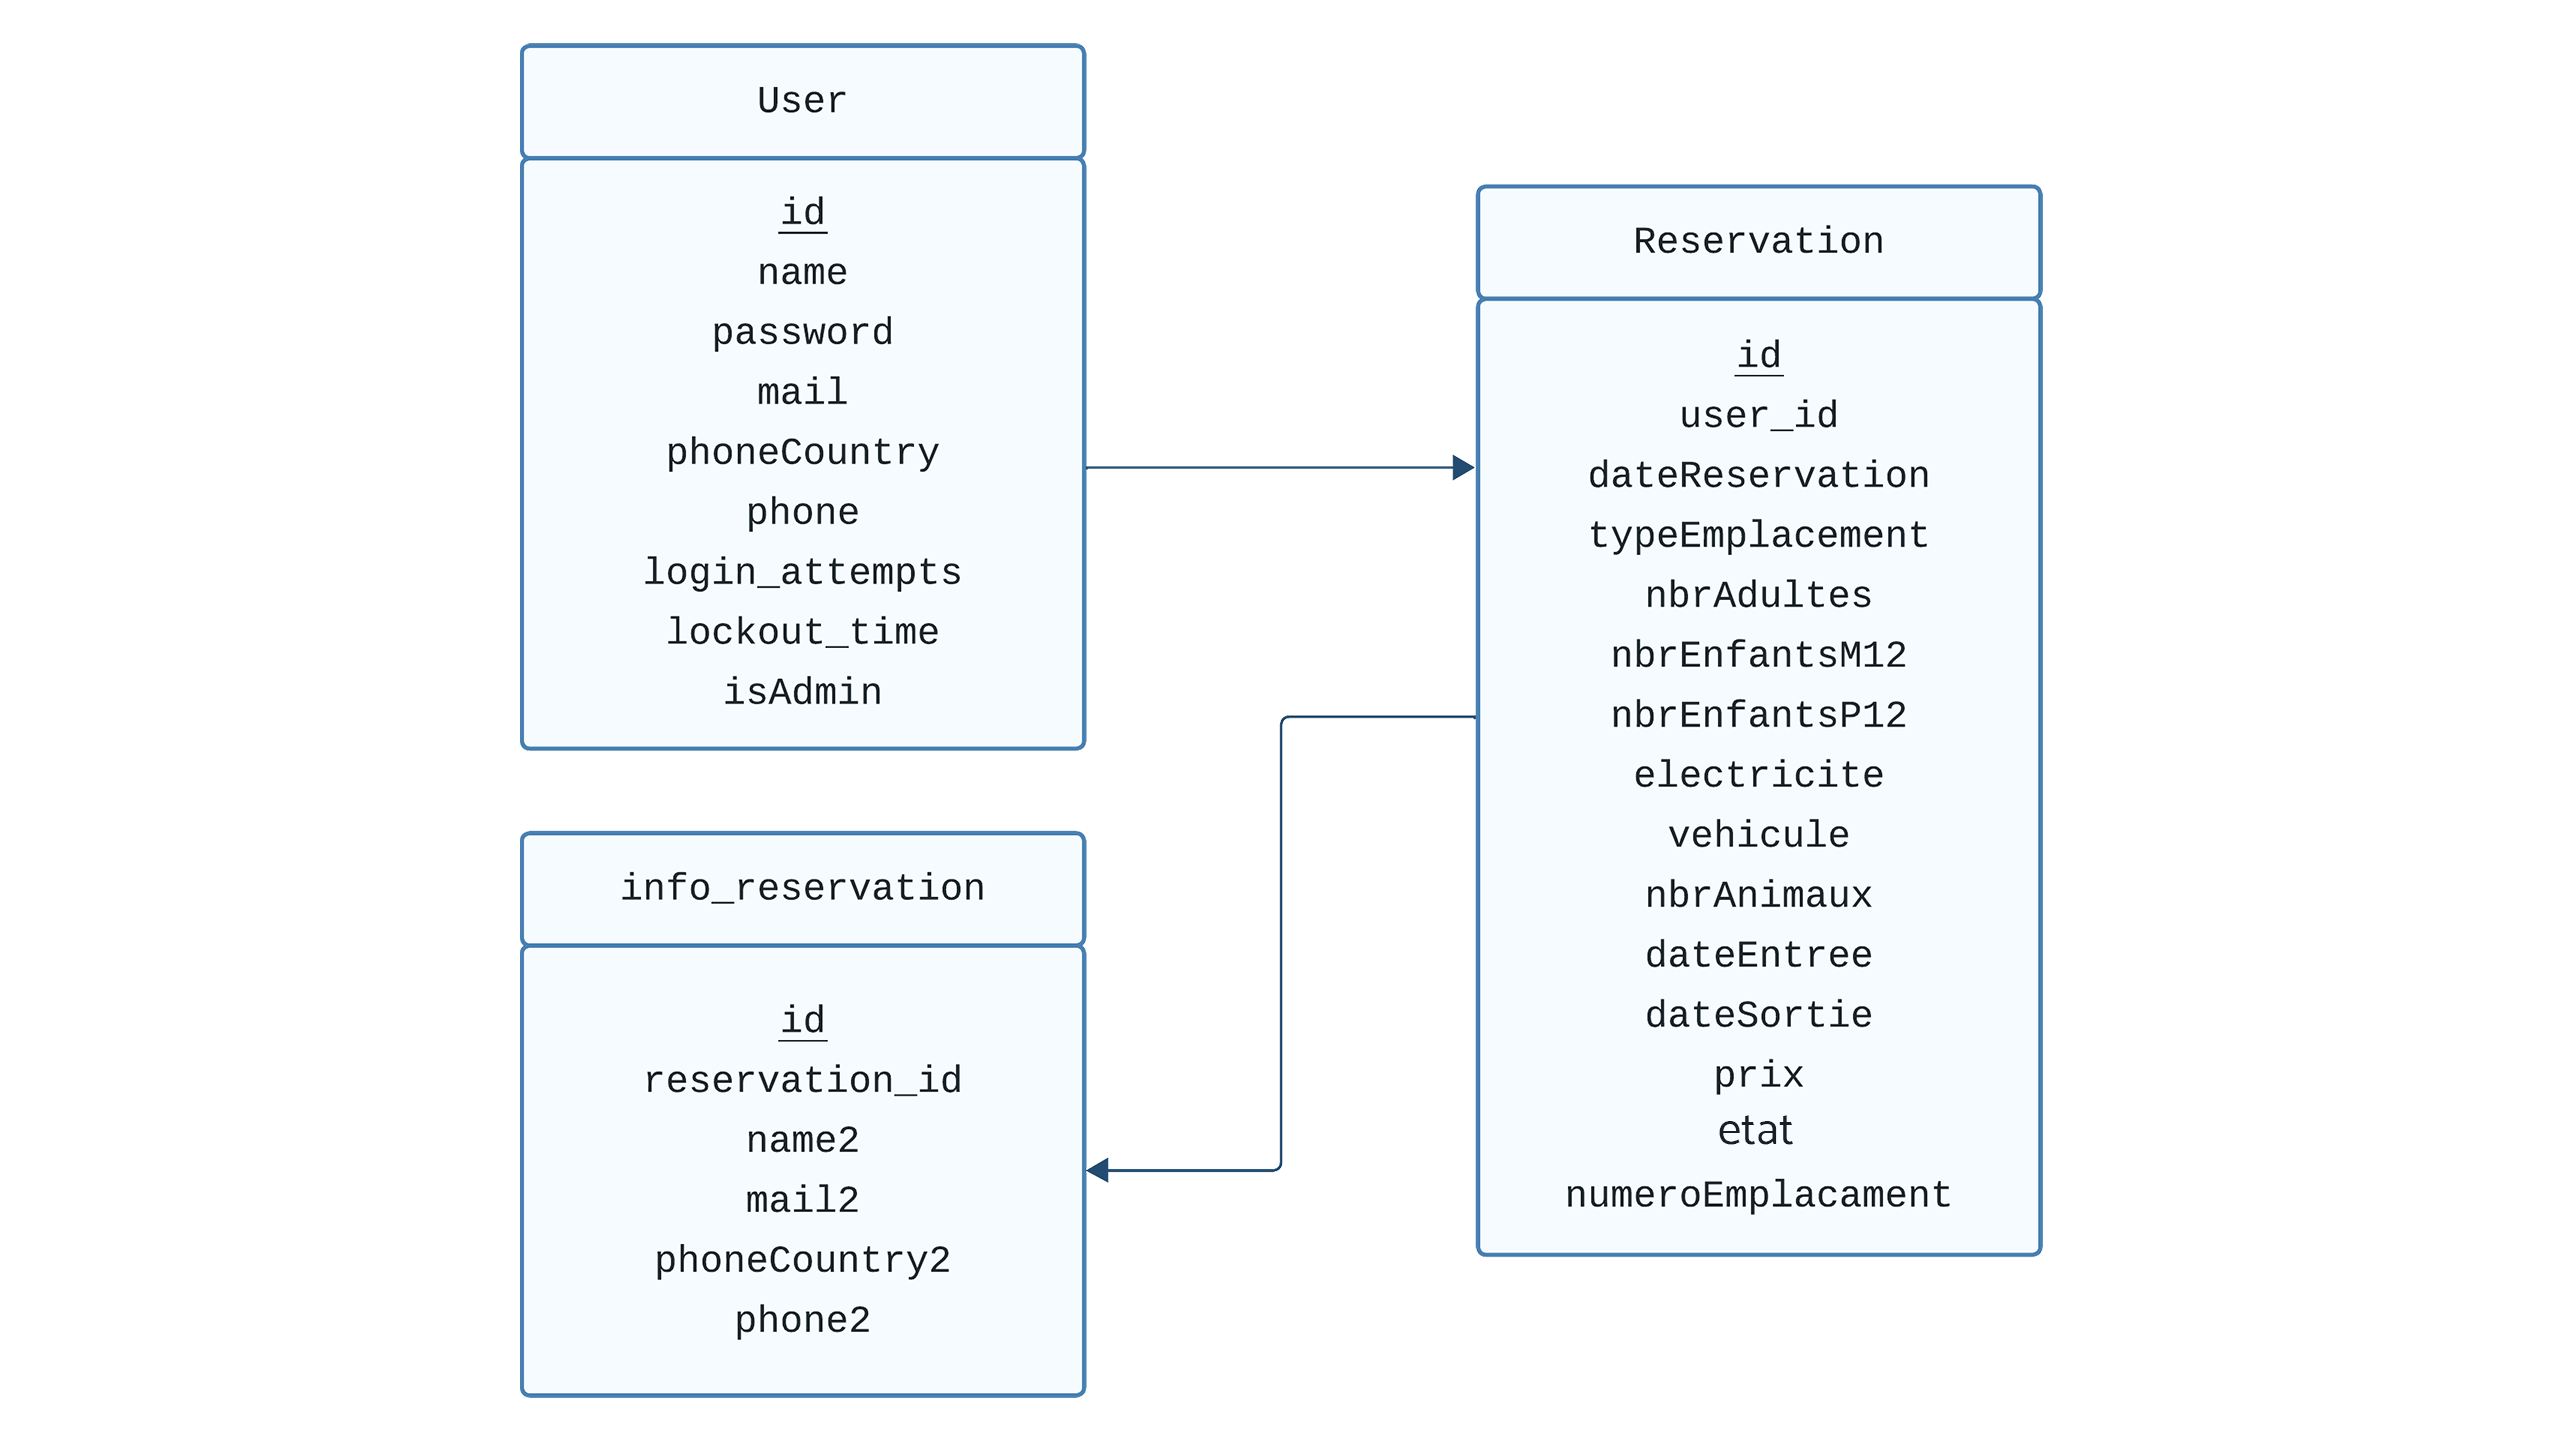 User
id
name
password
mail
phoneCountry
phone
login_attempts
lockout_time
isAdmin
Reservation
id
user_id
dateReservation
typeEmplacement
nbrAdultes
nbrEnfantsM12
nbrEnfantsP12
electricite
vehicule
nbrAnimaux
dateEntree
dateSortie
prix
etat
numeroEmplacament
info_reservation
id
reservation_id
name2
mail2
phoneCountry2
phone2